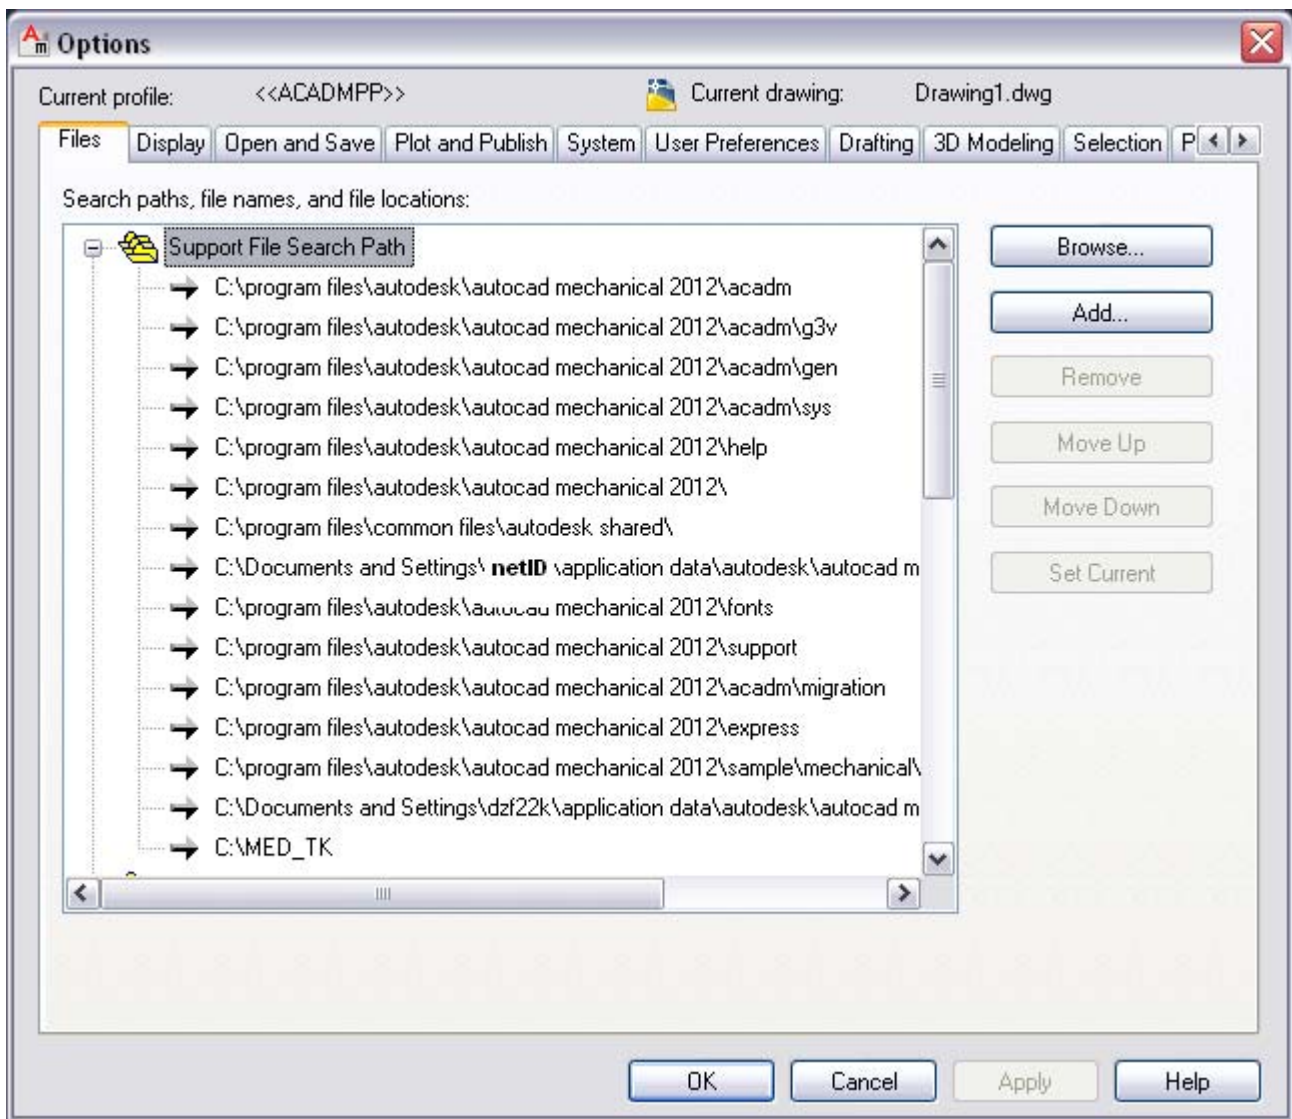 Options
Current profile: <<ACADMPP>> Current drawing: Drawing1.dwg
Files Display Open and Save Plot and Publish System User Preferences Drafting 3D Modeling Selection P
Search paths, file names, and file locations:
Support File Search Path
C:\program files\autodesk\autocad mechanical 2012\acadm
C:\program files\autodesk\autocad mechanical 2012\acadm\g3v
C:\program files\autodesk\autocad mechanical 2012\acadm\gen
C:\program files\autodesk\autocad mechanical 2012\acadm\sys
C:\program files\autodesk\autocad mechanical 2012\help
C:\program files\autodesk\autocad mechanical 2012\
C:\program files\common files\autodesk shared\
C:\Documents and Settings\ netID \application data\autodesk\autocad m
C:\program files\autodesk\autocad mechanical 2012\fonts
C:\program files\autodesk\autocad mechanical 2012\support
C:\program files\autodesk\autocad mechanical 2012\acadm\migration
C:\program files\autodesk\autocad mechanical 2012\express
C:\program files\autodesk\autocad mechanical 2012\sample\mechanical\
C:\Documents and Settings\dzf22k\application data\autodesk\autocad m
C:\MED_TK
Browse...
Add...
Remove
Move Up
Move Down
Set Current
OK Cancel Apply Help